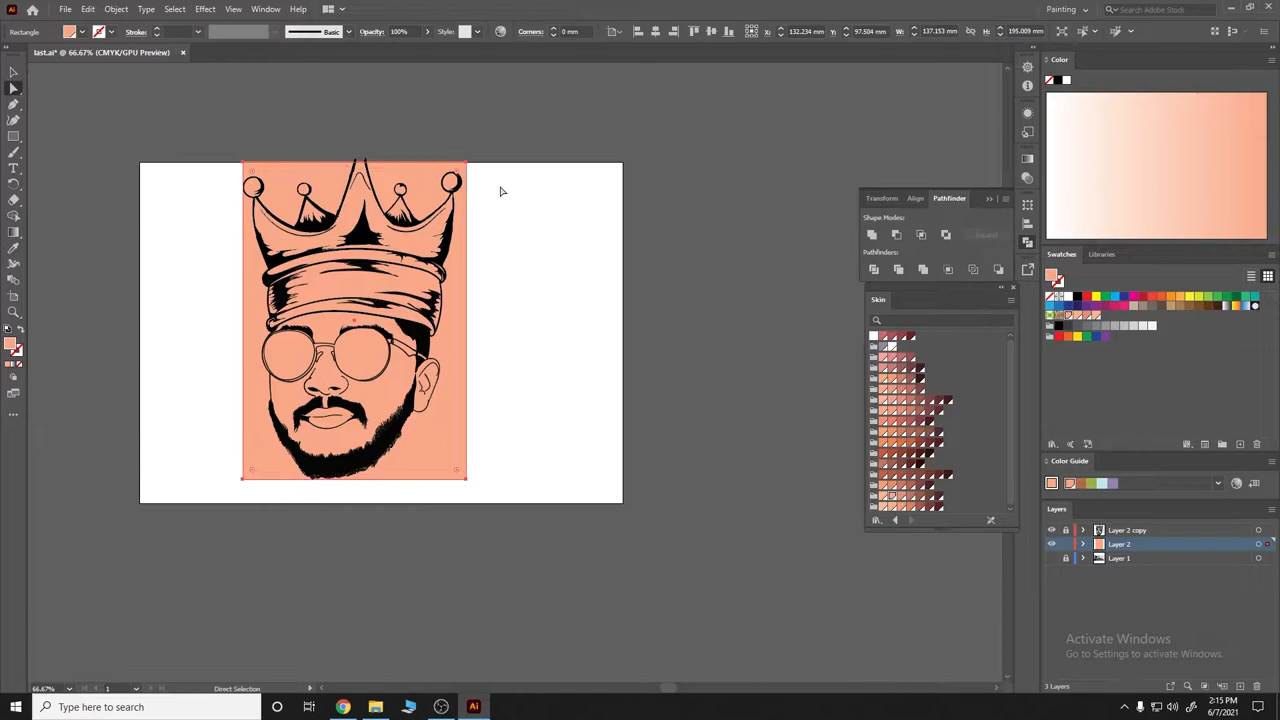 Ai
File
Edit
Object
Type
Select
Effect
View
Window
Help
Painting
Search Adobe Stock
Rectangle
Stroke:
Basic
Opacity:
100%
Style:
Corners:
0 mm
X:
132.234 mm
Y:
97.504 mm
W:
137.153 mm
H:
195.009 mm
last.ai* @ 66.67% (CMYK/GPU Preview)
Color
Transform
Align
Pathfinder
Shape Modes:
Expand
Pathfinders:
Swatches
Libraries
Skin
Color Guide
Layers
Layer 2 copy
Layer 2
Layer 1
Activate Windows
Go to Settings to activate Windows.
3 Layers
66.67%
1
Direct Selection
Type here to search
Ai
2:15 PM
6/7/2021